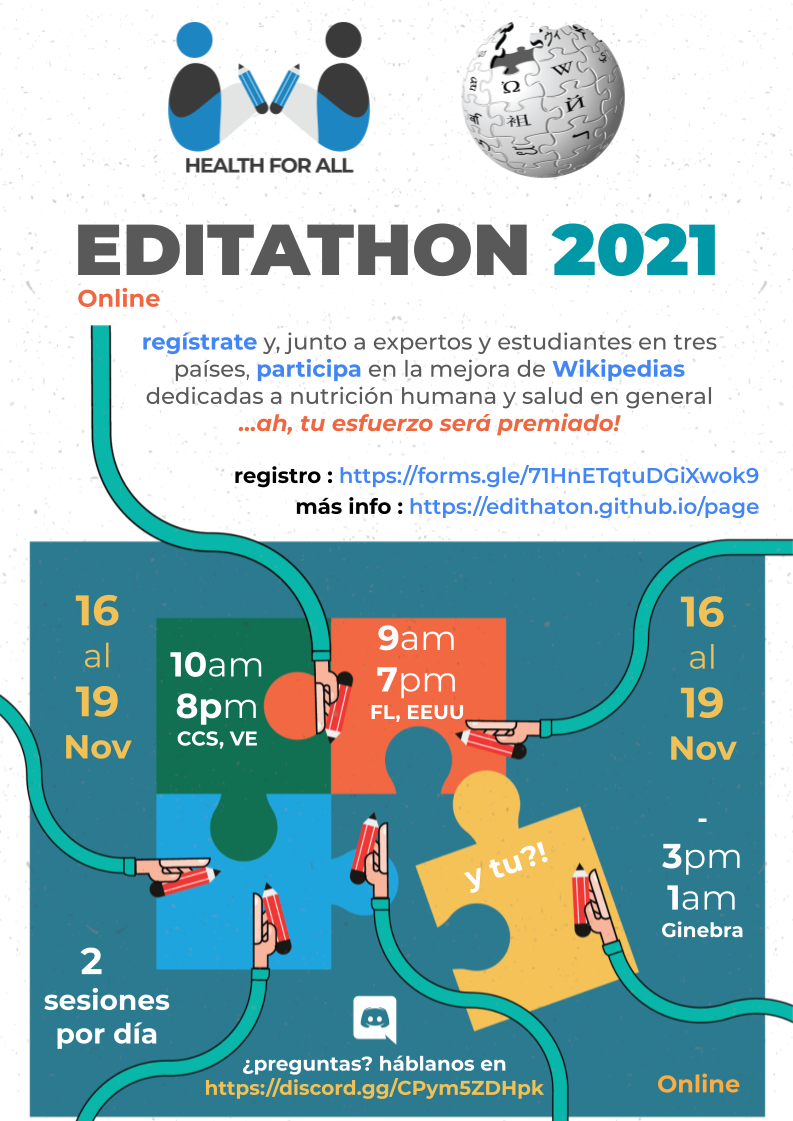 HEALTH FOR ALL
Ω
W
И
祖
EDITATHON 2021
Online
regístrate y, junto a expertos y estudiantes en tres
países, participa en la mejora de Wikipedias
dedicadas a nutrición humana y salud en general
...ah, tu esfuerzo será premiado!
registro : https://forms.gle/71HnETqtuDGiXwok9
más info : https://edithaton.github.io/page
16
al
19
Nov
10am
8pm
CCS, VE
9am
7pm
FL, EEUU
16
al
19
Nov
-
3pm
1am
Ginebra
y tu?!
2
sesiones
por día
¿preguntas? háblanos en
https://discord.gg/CPym5ZDHpk
Online